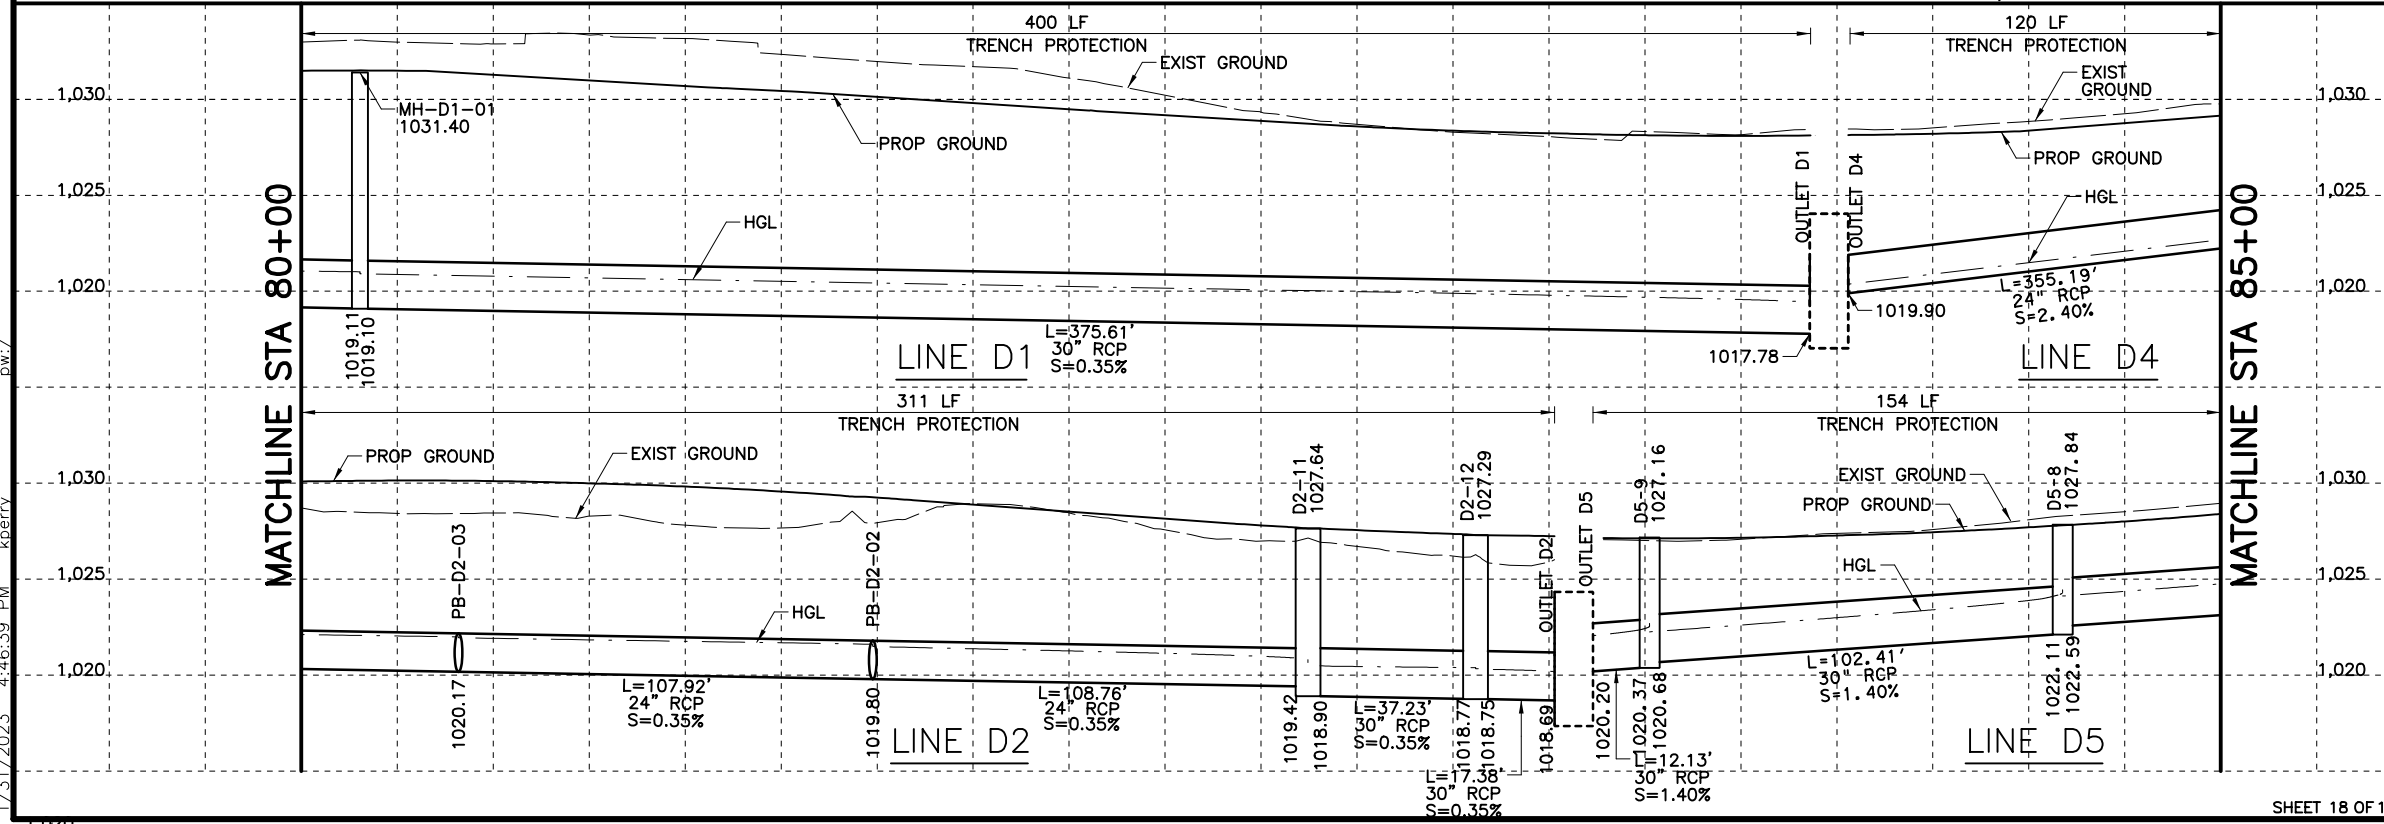 400 LF
TRENCH PROTECTION
120 LF
TRENCH PROTECTION
EXIST GROUND
EXIST
GROUND
1,030
1,030
MH-D1-01
1031.40
PROP GROUND
PROP GROUND
OUTLET D1
OUTLET D4
1,025
1,025
HGL
HGL
MATCHLINE STA 80+00
MATCHLINE STA 85+00
1,020
1,020
1019.11
1019.10
L=375.61'
30" RCP
S=0.35%
LINE D1
1017.78
1019.90
L=355.19'
24" RCP
S=2.40%
LINE D4
311 LF
TRENCH PROTECTION
154 LF
TRENCH PROTECTION
PROP GROUND
EXIST GROUND
D2-11
1027.64
D2-12
1027.29
D5-9
1027.16
EXIST GROUND
PROP GROUND
D5-8
1027.84
1,030
1,030
PB-D2-03
PB-D2-02
OUTLET D2
OUTLET D5
1,025
1,025
HGL
HGL
1,020
1,020
1020.17
L=107.92'
24" RCP
S=0.35%
1019.80
L=108.76'
24" RCP
S=0.35%
1019.42
1018.90
L=37.23'
30" RCP
S=0.35%
1018.77
1018.75
1018.69
1020.20
1020.37
1020.68
L=102.41'
30" RCP
S=1.40%
1022.11
1022.59
LINE D2
LINE D5
L=17.38'
30" RCP
S=0.35%
L=12.13'
30" RCP
S=1.40%
pw:/
kperry
4:46:39 PM
1/31/2023
SHEET 18 OF 1